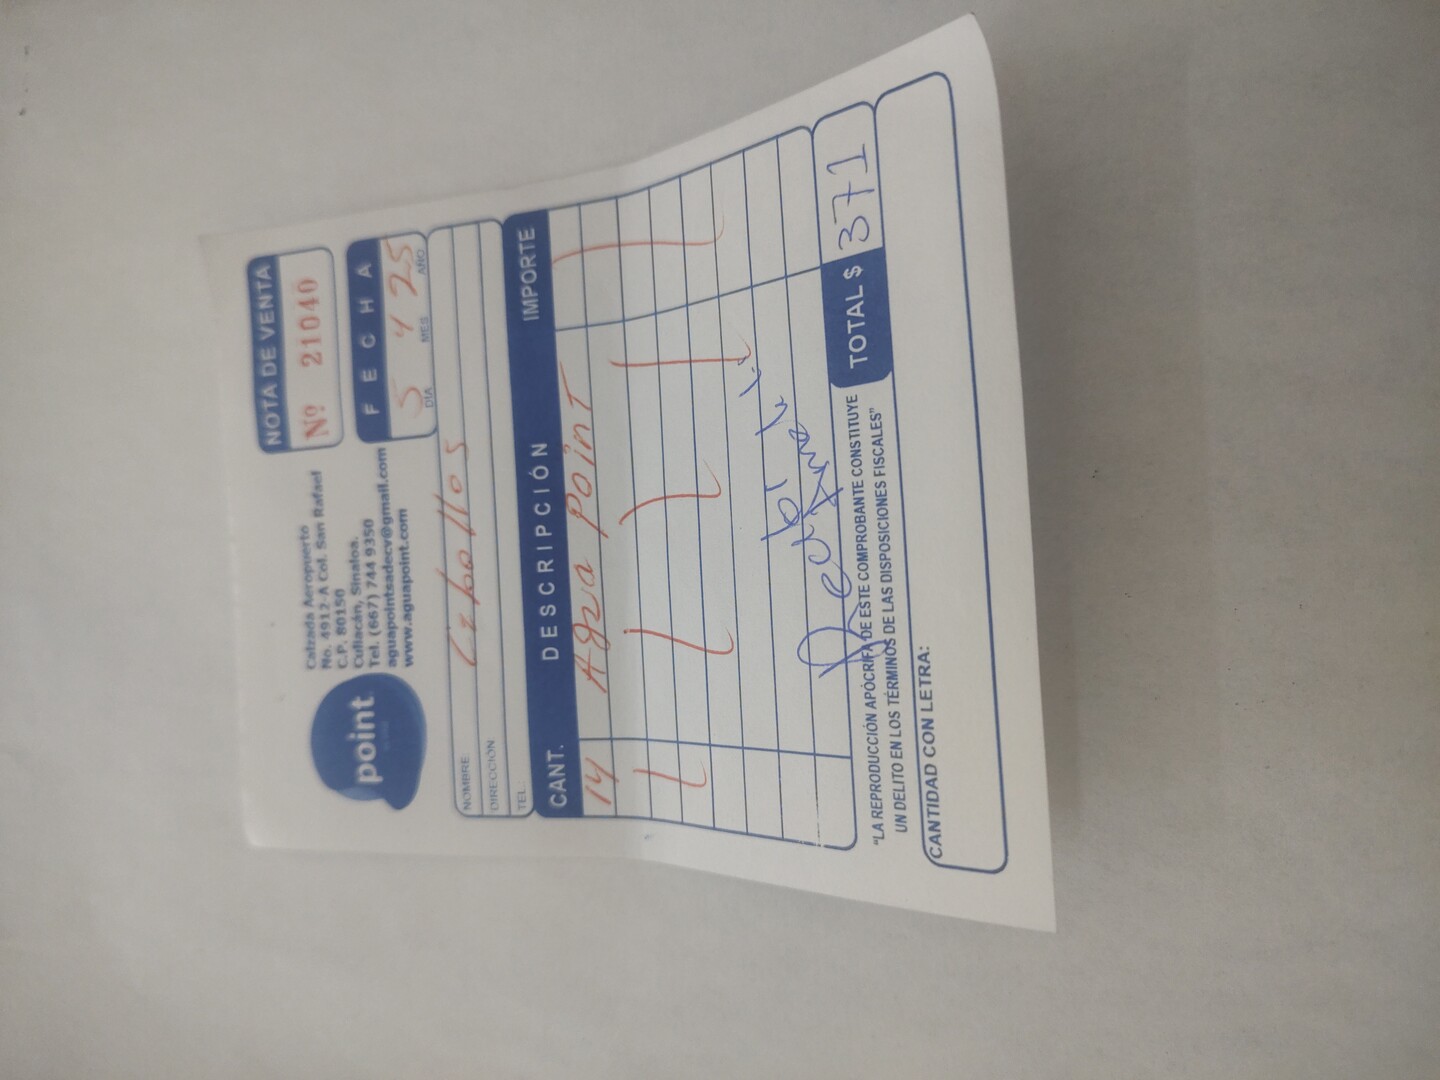 point
Calzada Aeropuerto
No. 4912-A Col. San Rafael
C.P. 80150
Culiacán, Sinaloa.
Tel. (667) 744 9350
aguapointsadecv@gmail.com
www.aguapoint.com
NOTA DE VENTA
Nº 21040
F E C H A
5 4 25
DIA MES AÑO
NOMBRE
DIRECCIÓN
TEL.
CANT. DESCRIPCIÓN IMPORTE
14 Agua Point
TOTAL $ 371
"LA REPRODUCCIÓN APÓCRIFA DE ESTE COMPROBANTE CONSTITUYE
UN DELITO EN LOS TÉRMINOS DE LAS DISPOSICIONES FISCALES"
CANTIDAD CON LETRA: